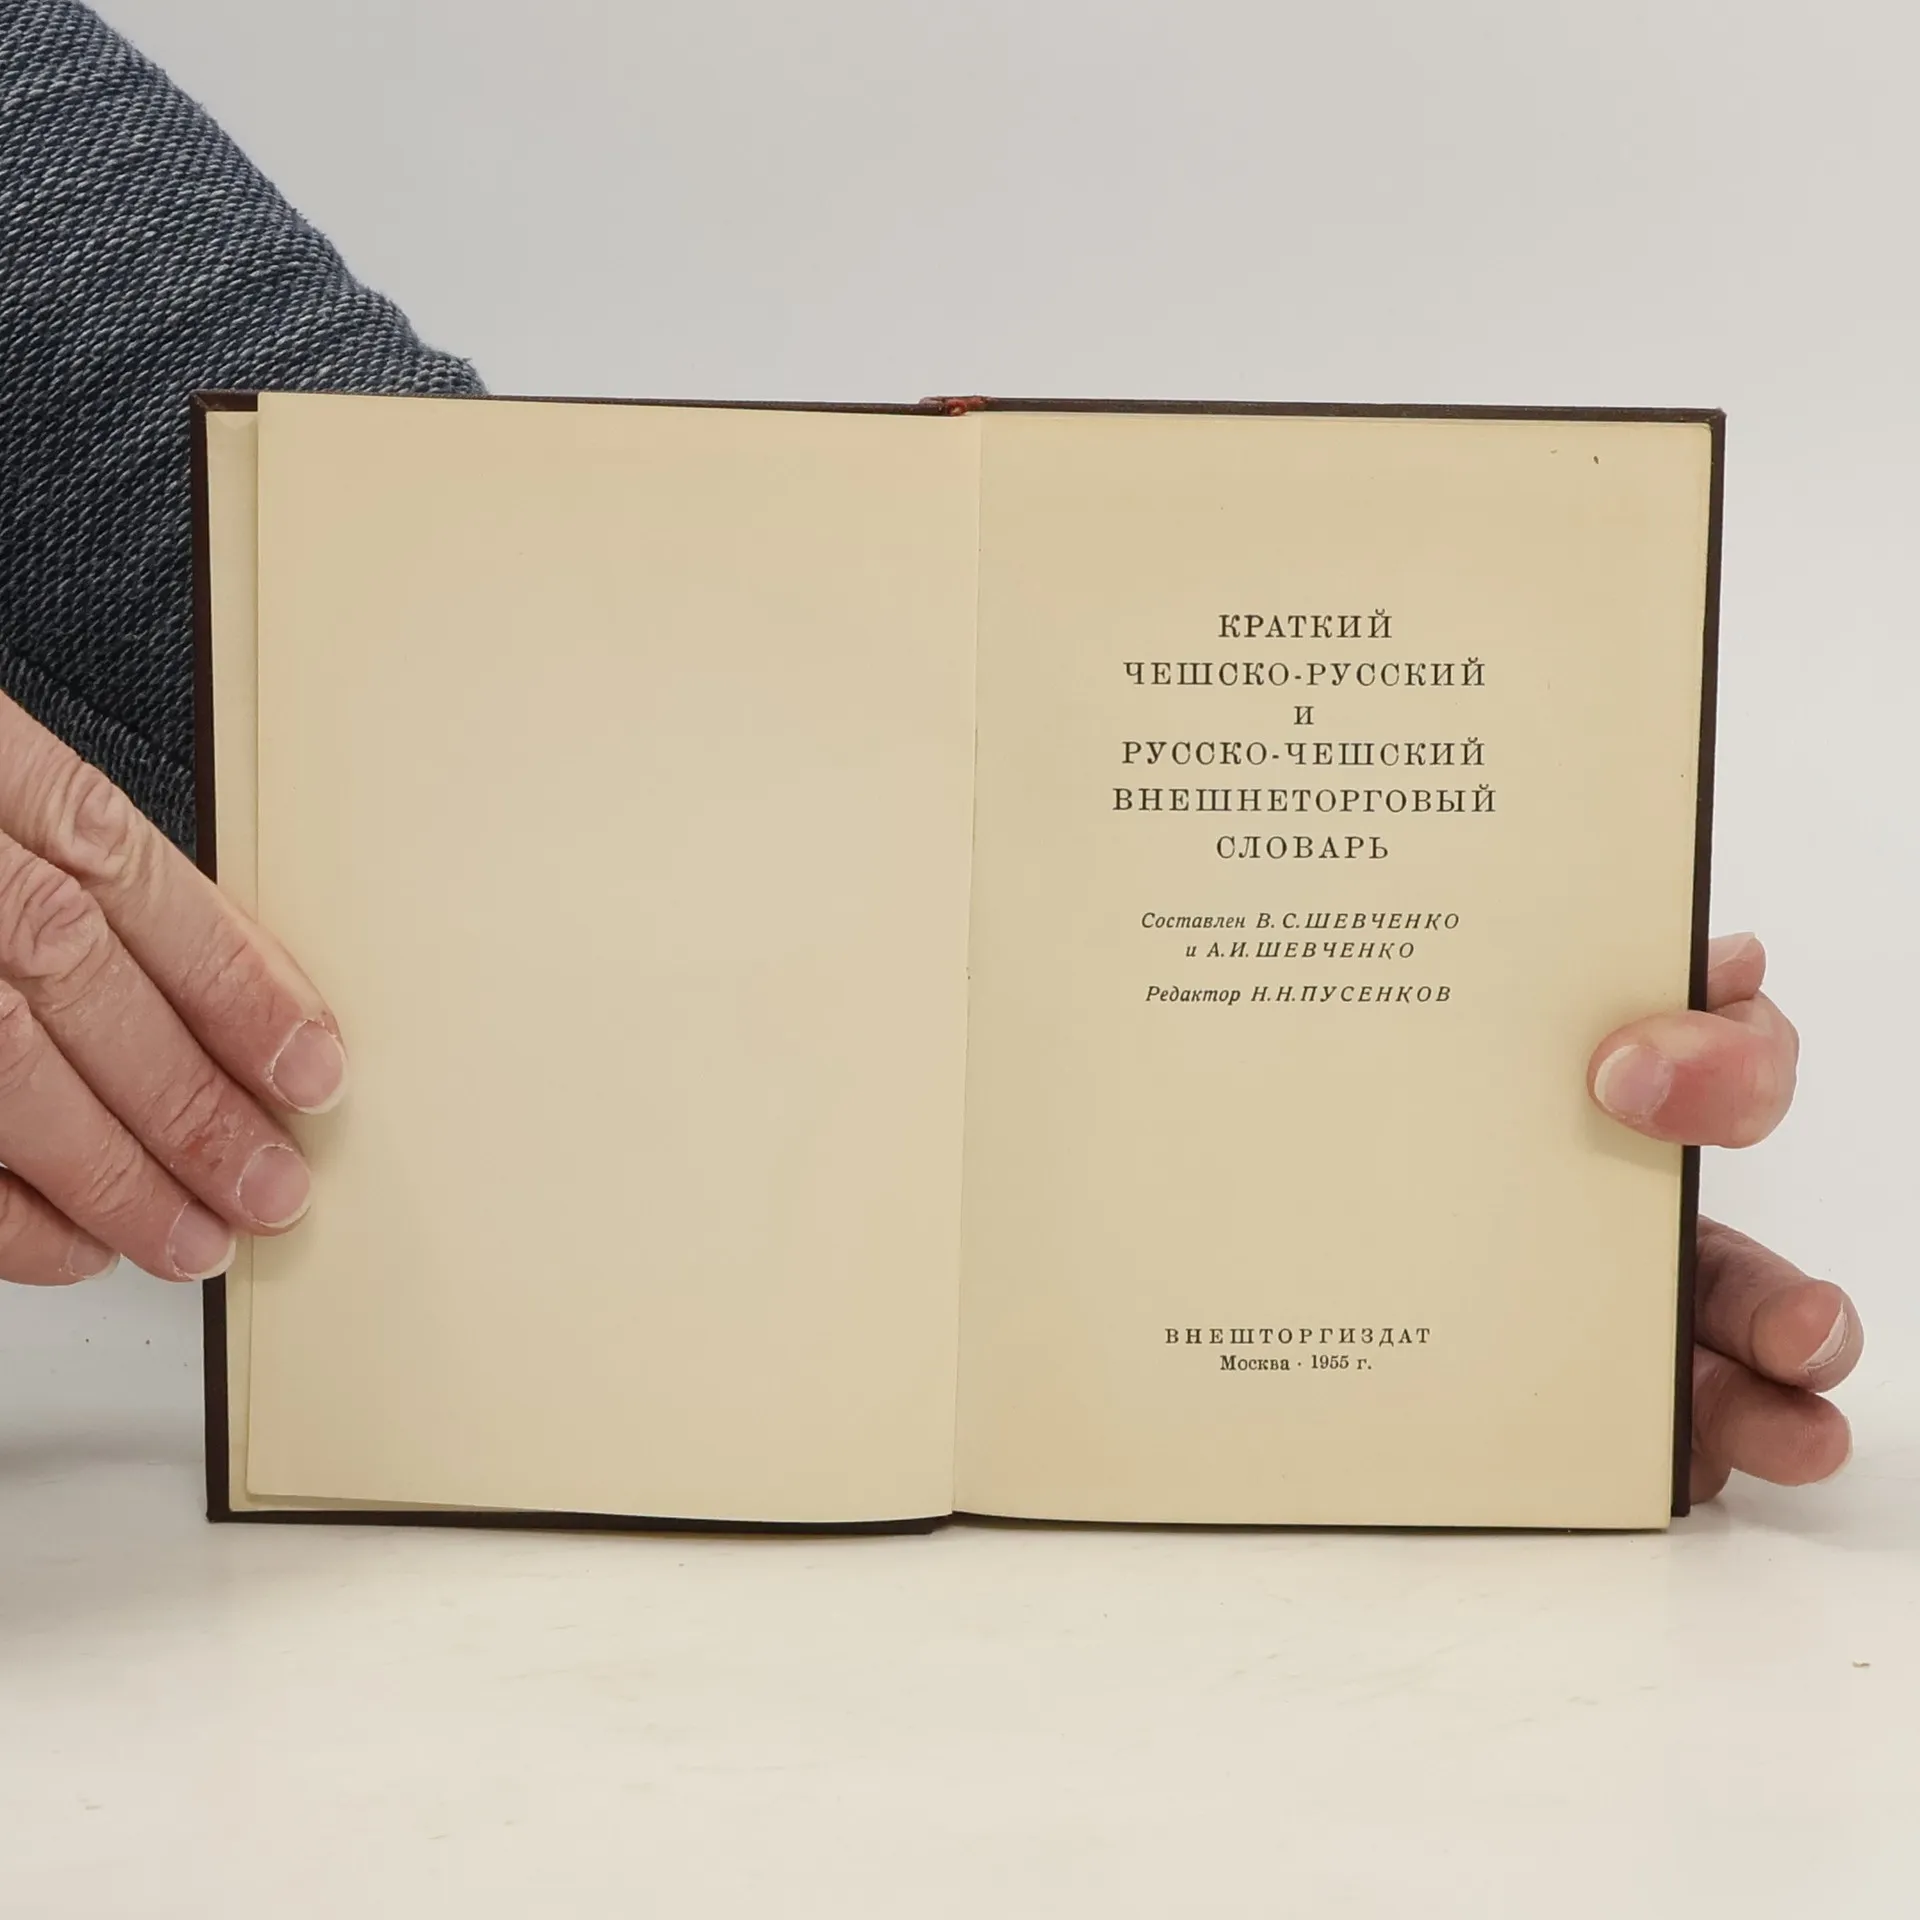 КРАТКИЙ
ЧЕШСКО-РУССКИЙ
И
РУССКО-ЧЕШСКИЙ
ВНЕШНЕТОРГОВЫЙ
СЛОВАРЬ
Составлен В. С. ШЕВЧЕНКО
и А. И. ШЕВЧЕНКО
Редактор Н. Н. ПУСЕНКОВ
ВНЕШТОРГИЗДАТ
Москва · 1955 г.